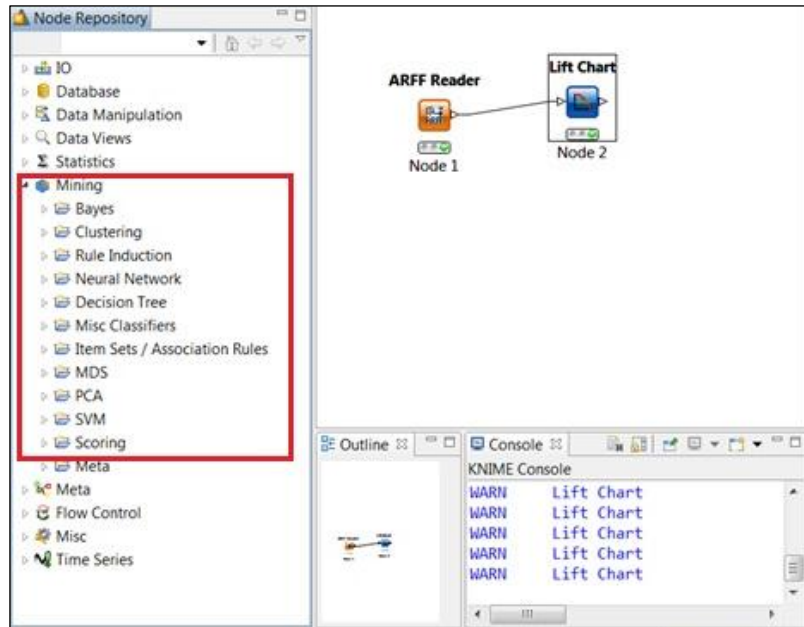 Node Repository
IO
Database
Data Manipulation
Data Views
Statistics
Mining
Bayes
Clustering
Rule Induction
Neural Network
Decision Tree
Misc Classifiers
Item Sets / Association Rules
MDS
PCA
SVM
Scoring
Meta
Meta
Flow Control
Misc
Time Series
ARFF Reader
Node 1
Lift Chart
Node 2
Outline
Console
KNIME Console
WARN Lift Chart
WARN Lift Chart
WARN Lift Chart
WARN Lift Chart
WARN Lift Chart